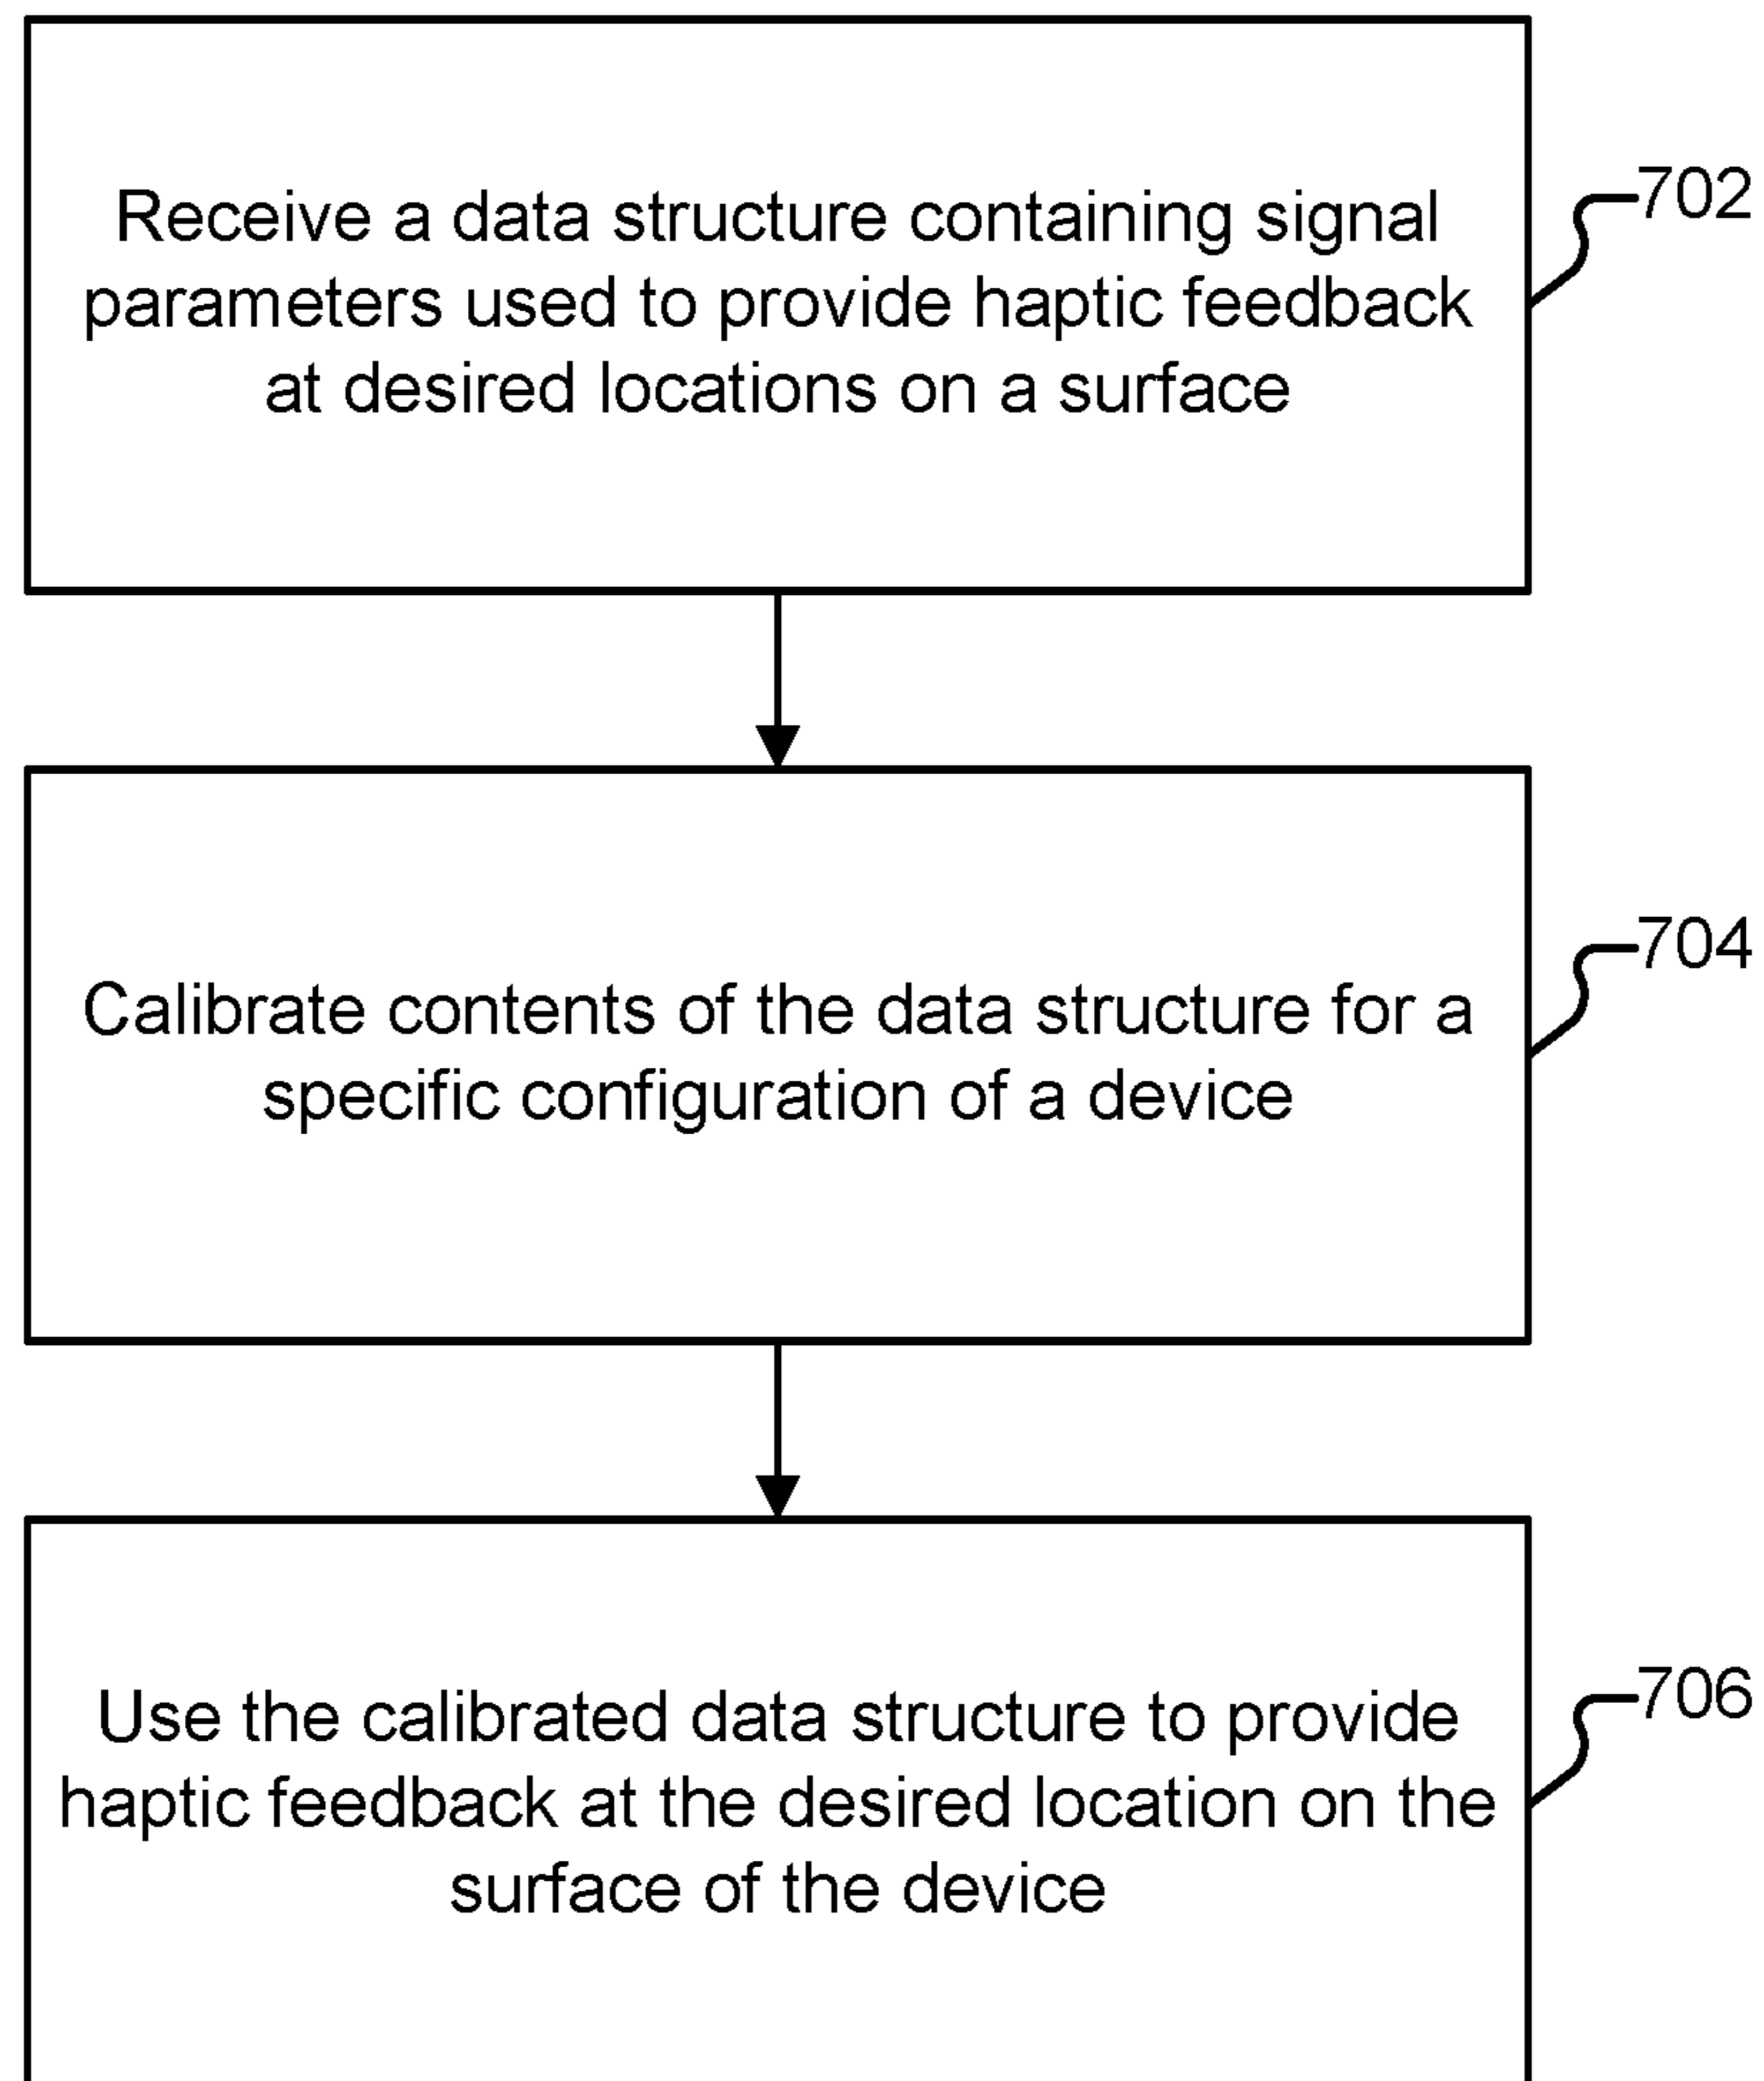 Receive a data structure containing signal
parameters used to provide haptic feedback
at desired locations on a surface
702
Calibrate contents of the data structure for a
specific configuration of a device
704
Use the calibrated data structure to provide
haptic feedback at the desired location on the
surface of the device
706